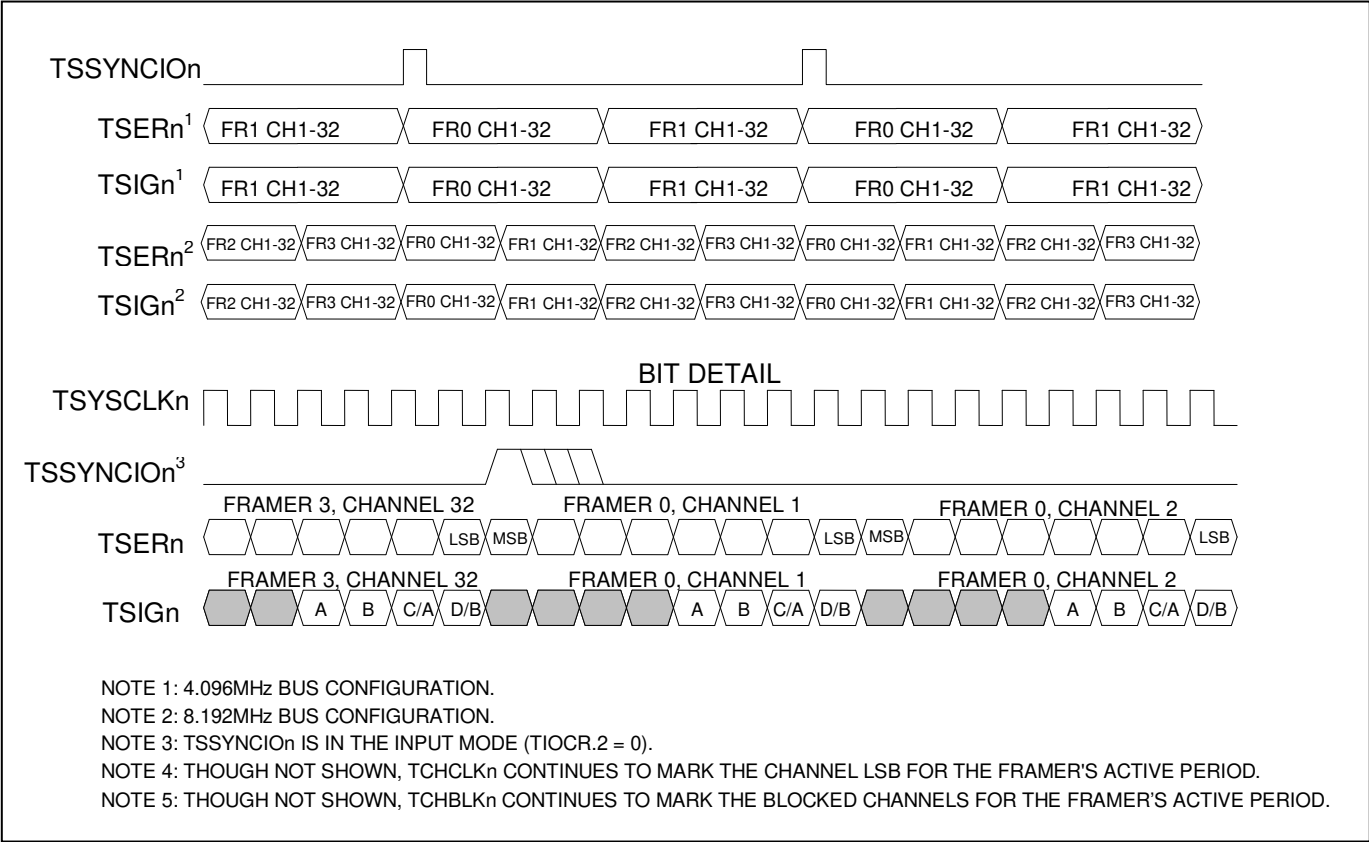 TSSYNCIOn
TSERn¹ FR1 CH1-32 FR0 CH1-32 FR1 CH1-32 FR0 CH1-32 FR1 CH1-32
TSIGn¹ FR1 CH1-32 FR0 CH1-32 FR1 CH1-32 FR0 CH1-32 FR1 CH1-32
TSERn² FR2 CH1-32 FR3 CH1-32 FR0 CH1-32 FR1 CH1-32 FR2 CH1-32 FR3 CH1-32 FR0 CH1-32 FR1 CH1-32 FR2 CH1-32 FR3 CH1-32
TSIGn² FR2 CH1-32 FR3 CH1-32 FR0 CH1-32 FR1 CH1-32 FR2 CH1-32 FR3 CH1-32 FR0 CH1-32 FR1 CH1-32 FR2 CH1-32 FR3 CH1-32
BIT DETAIL
TSYSCLKn
TSSYNCIOn³
FRAMER 3, CHANNEL 32 FRAMER 0, CHANNEL 1 FRAMER 0, CHANNEL 2
TSERn LSB MSB LSB MSB LSB
FRAMER 3, CHANNEL 32 FRAMER 0, CHANNEL 1 FRAMER 0, CHANNEL 2
TSIGn A B C/A D/B A B C/A D/B A B C/A D/B
NOTE 1: 4.096MHz BUS CONFIGURATION.
NOTE 2: 8.192MHz BUS CONFIGURATION.
NOTE 3: TSSYNCIOn IS IN THE INPUT MODE (TIOCR.2 = 0).
NOTE 4: THOUGH NOT SHOWN, TCHCLKn CONTINUES TO MARK THE CHANNEL LSB FOR THE FRAMER'S ACTIVE PERIOD.
NOTE 5: THOUGH NOT SHOWN, TCHBLKn CONTINUES TO MARK THE BLOCKED CHANNELS FOR THE FRAMER’S ACTIVE PERIOD.